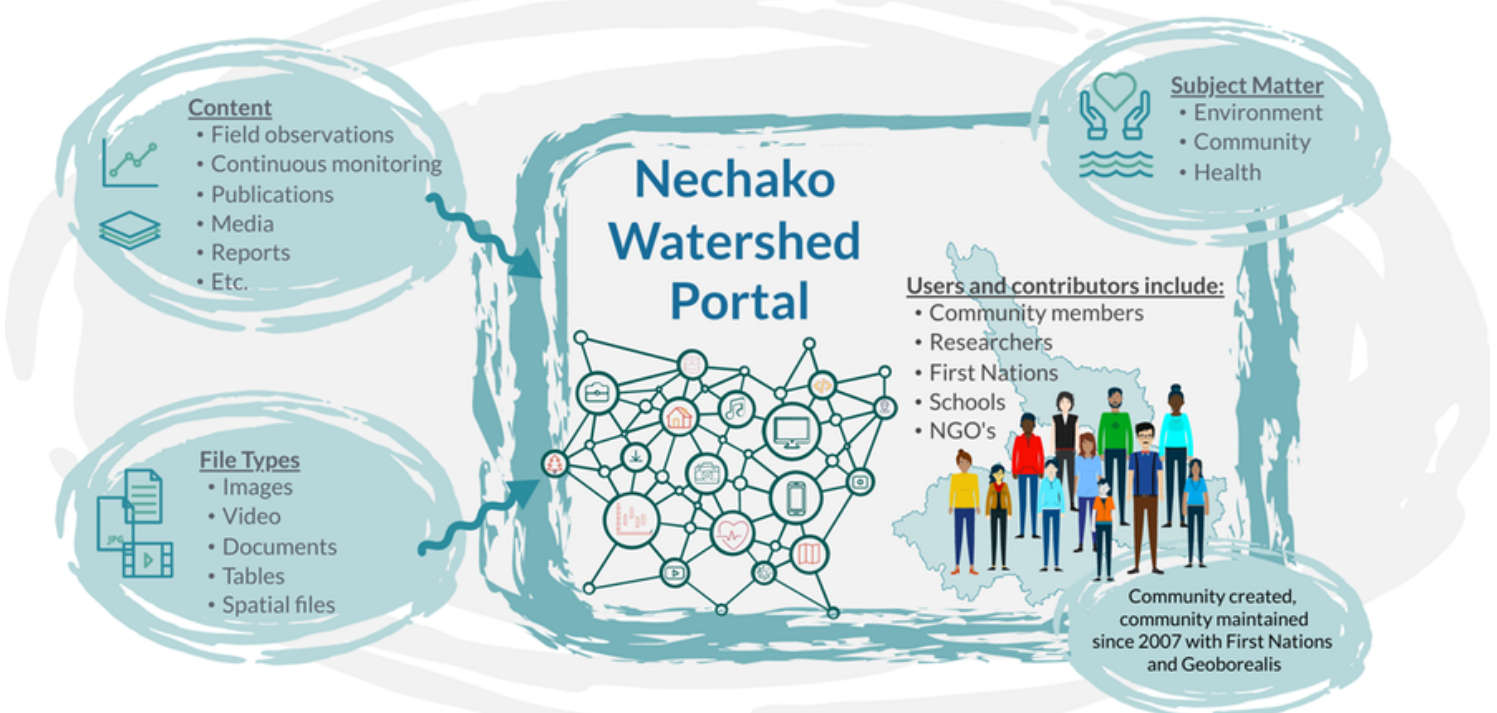 Content
• Field observations
• Continuous monitoring
• Publications
• Media
• Reports
• Etc.
File Types
• Images
• Video
• Documents
• Tables
• Spatial files
JPG
Nechako
Watershed
Portal
Subject Matter
• Environment
• Community
• Health
Users and contributors include:
• Community members
• Researchers
• First Nations
• Schools
• NGO's
Community created,
community maintained
since 2007 with First Nations
and Geoborealis